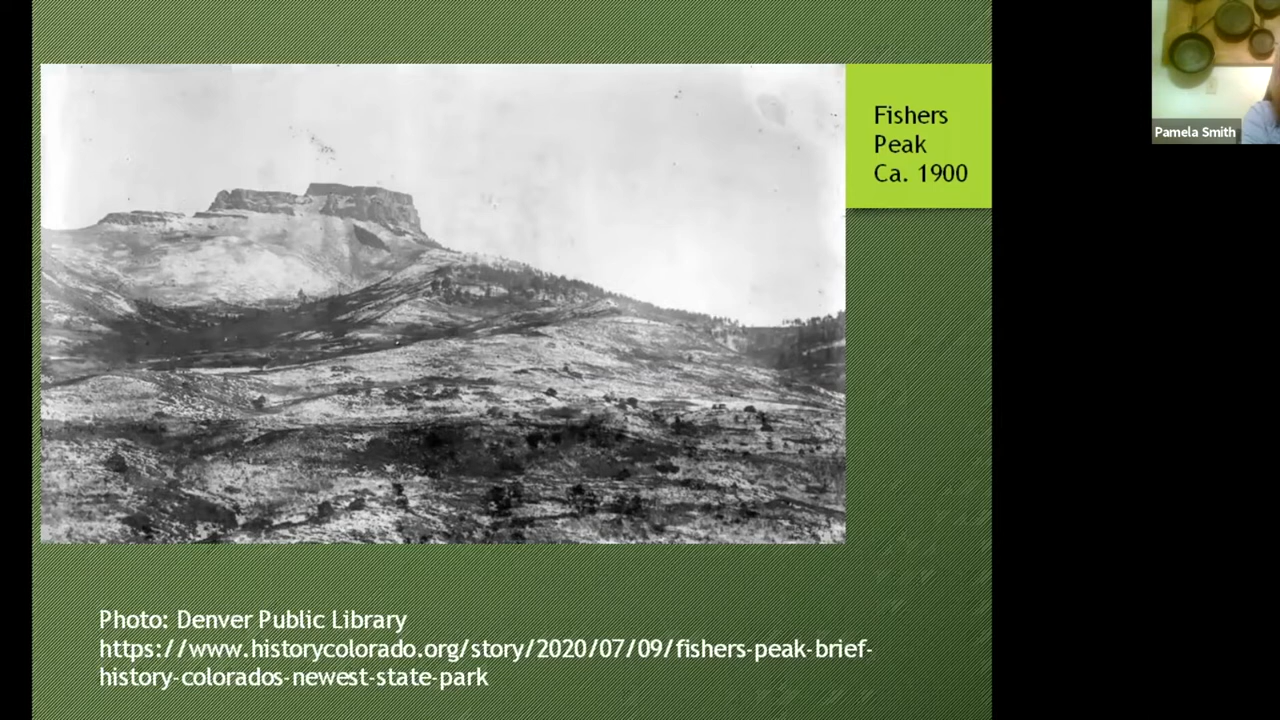 Fishers
Peak
Ca. 1900
Pamela Smith
Photo: Denver Public Library
https://www.historycolorado.org/story/2020/07/09/fishers-peak-brief-
history-colorados-newest-state-park